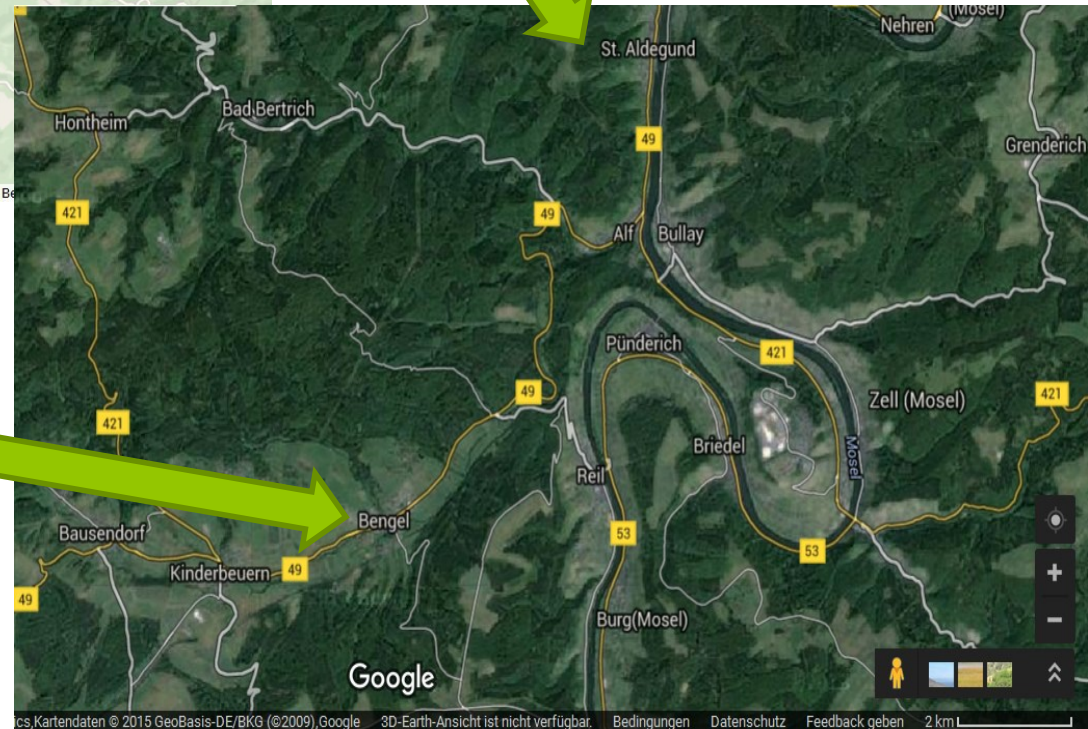 (Mosel)
Nehren
St. Aldegund
Bad Bertrich
Hontheim
49
Grenderich
Be
421
49
Alf
Bullay
Pünderich
421
49
421
Zell (Mosel)
421
Briedel
Mosel
Reil
Bengel
53
Bausendorf
53
Kinderbeuern
49
49
Burg(Mosel)
Google
ics,Kartendaten © 2015 GeoBasis-DE/BKG (©2009),Google 3D-Earth-Ansicht ist nicht verfügbar. Bedingungen Datenschutz Feedback geben 2 km